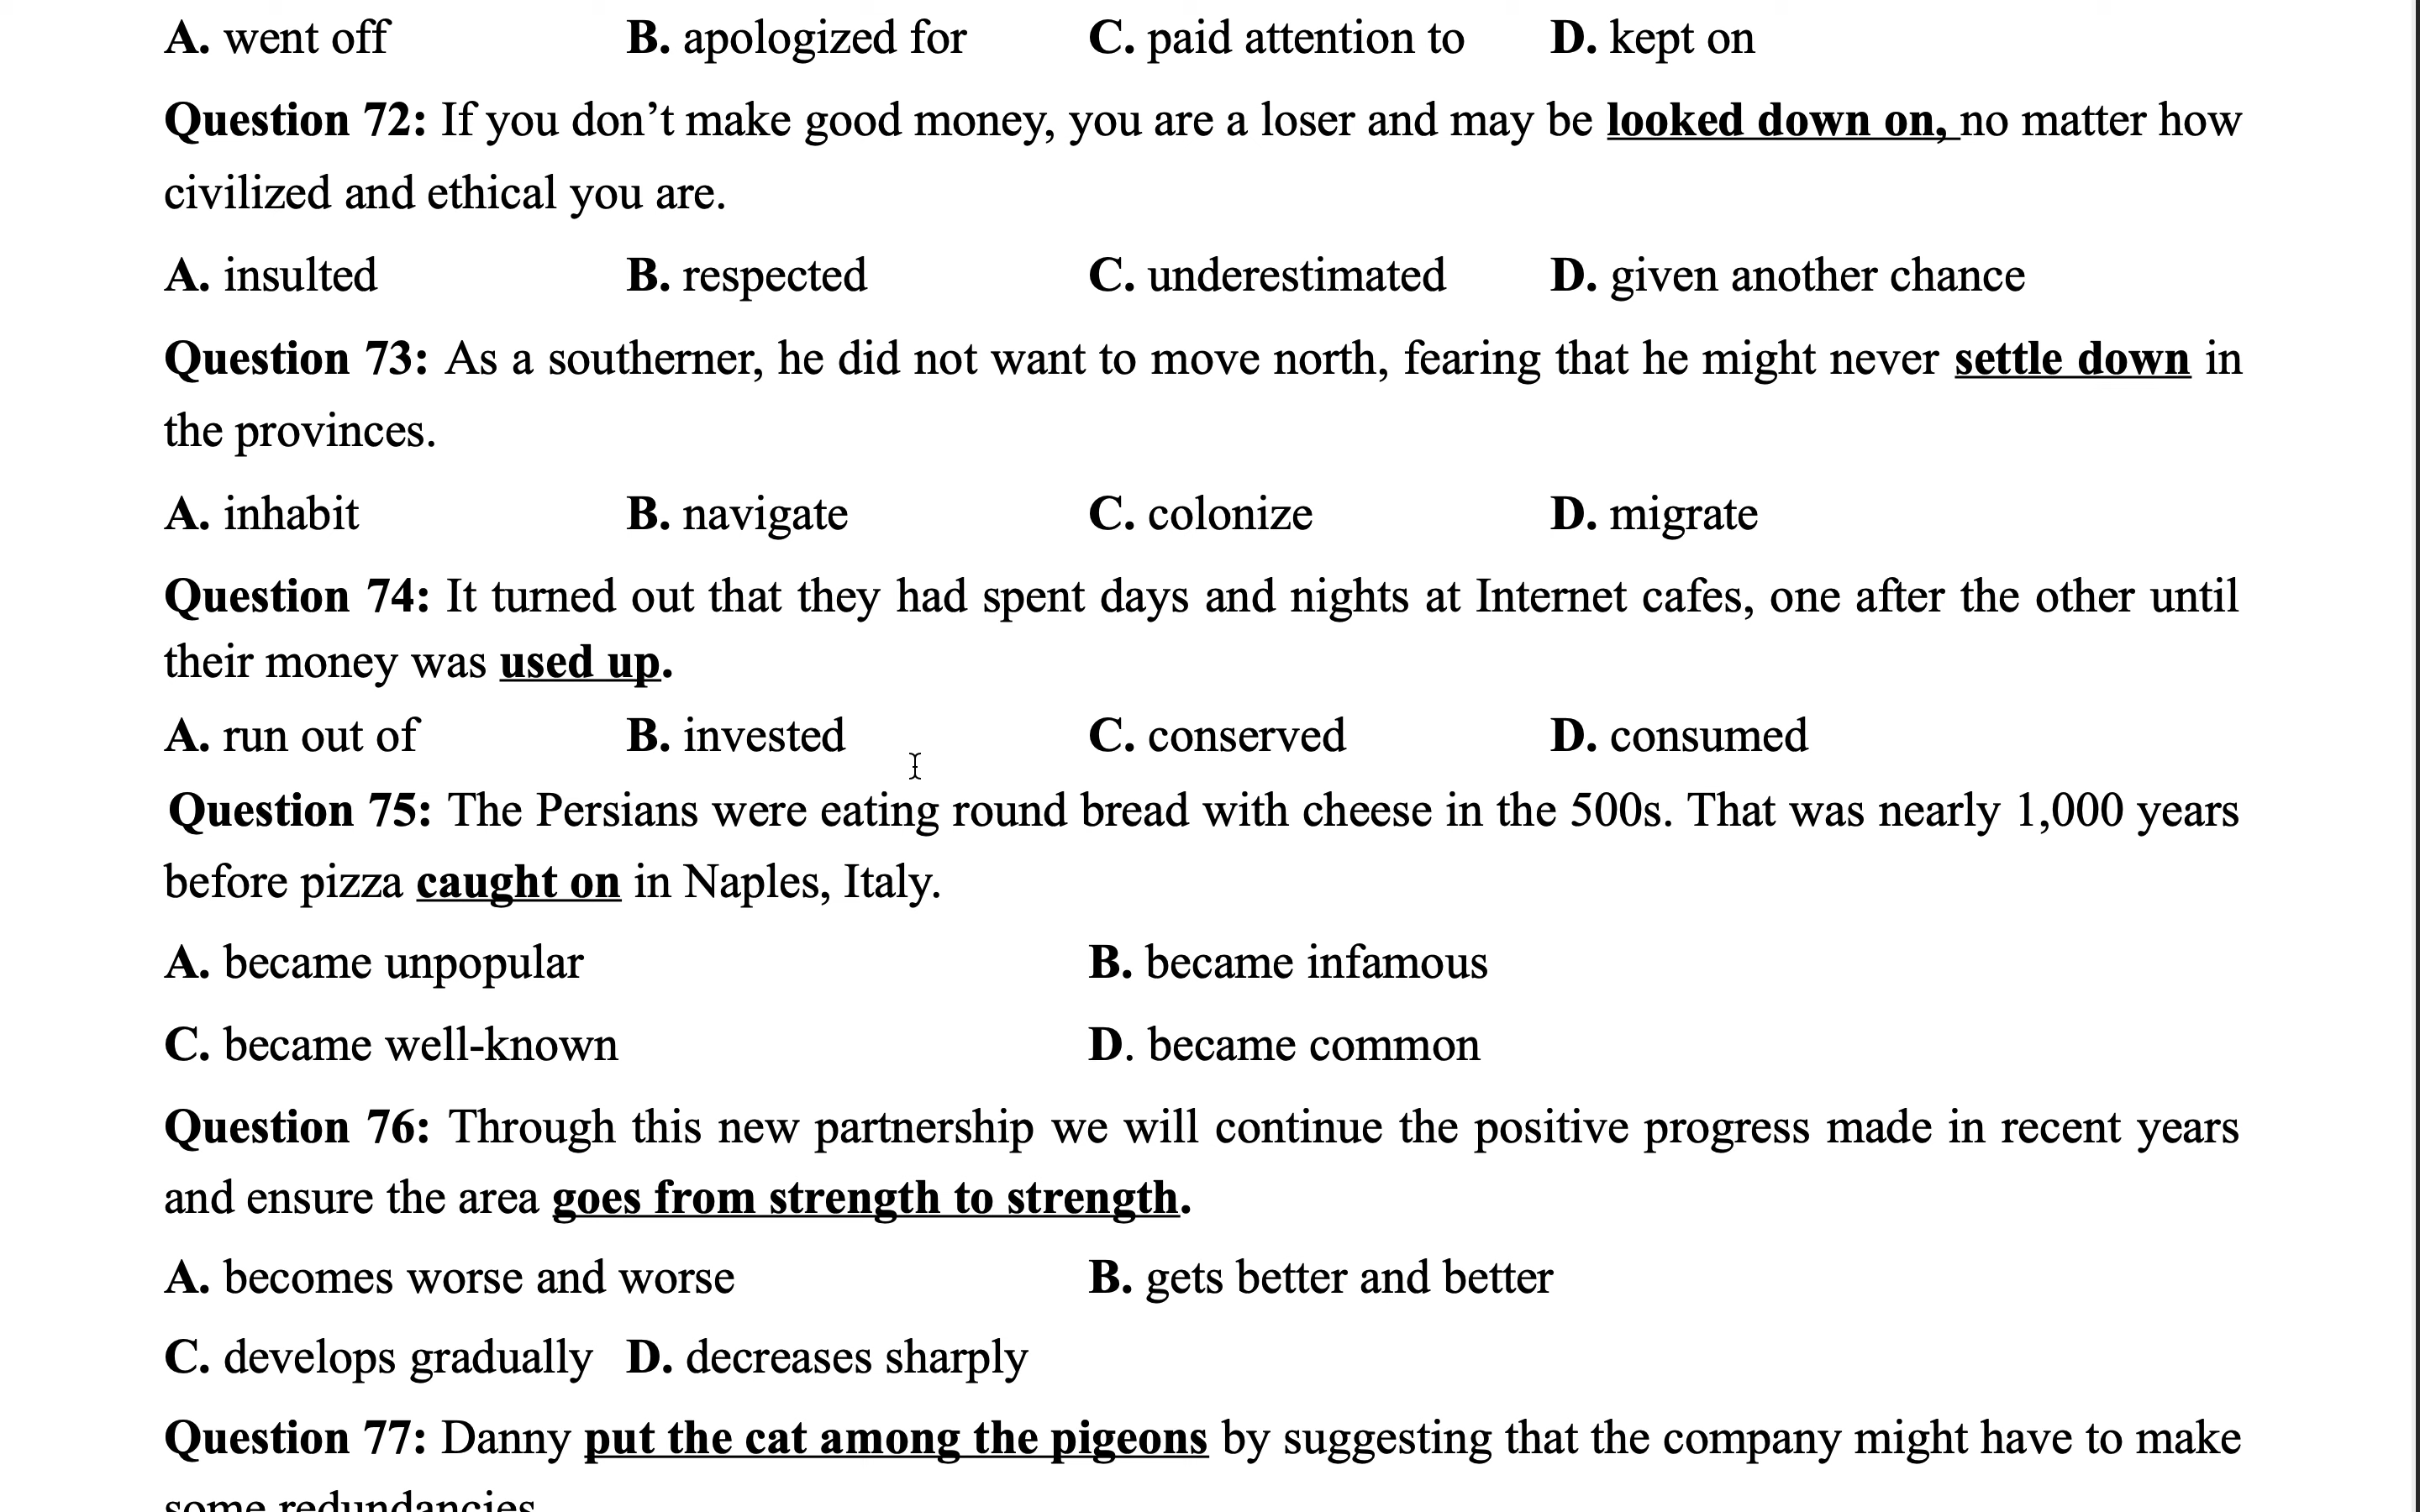 A. went off B. apologized for C. paid attention to D. kept on
Question 72: If you don’t make good money, you are a loser and may be looked down on, no matter how
civilized and ethical you are.
A. insulted B. respected C. underestimated D. given another chance
Question 73: As a southerner, he did not want to move north, fearing that he might never settle down in
the provinces.
A. inhabit B. navigate C. colonize D. migrate
Question 74: It turned out that they had spent days and nights at Internet cafes, one after the other until
their money was used up.
A. run out of B. invested C. conserved D. consumed
Question 75: The Persians were eating round bread with cheese in the 500s. That was nearly 1,000 years
before pizza caught on in Naples, Italy.
A. became unpopular B. became infamous
C. became well-known D. became common
Question 76: Through this new partnership we will continue the positive progress made in recent years
and ensure the area goes from strength to strength.
A. becomes worse and worse B. gets better and better
C. develops gradually D. decreases sharply
Question 77: Danny put the cat among the pigeons by suggesting that the company might have to make
some redundancies